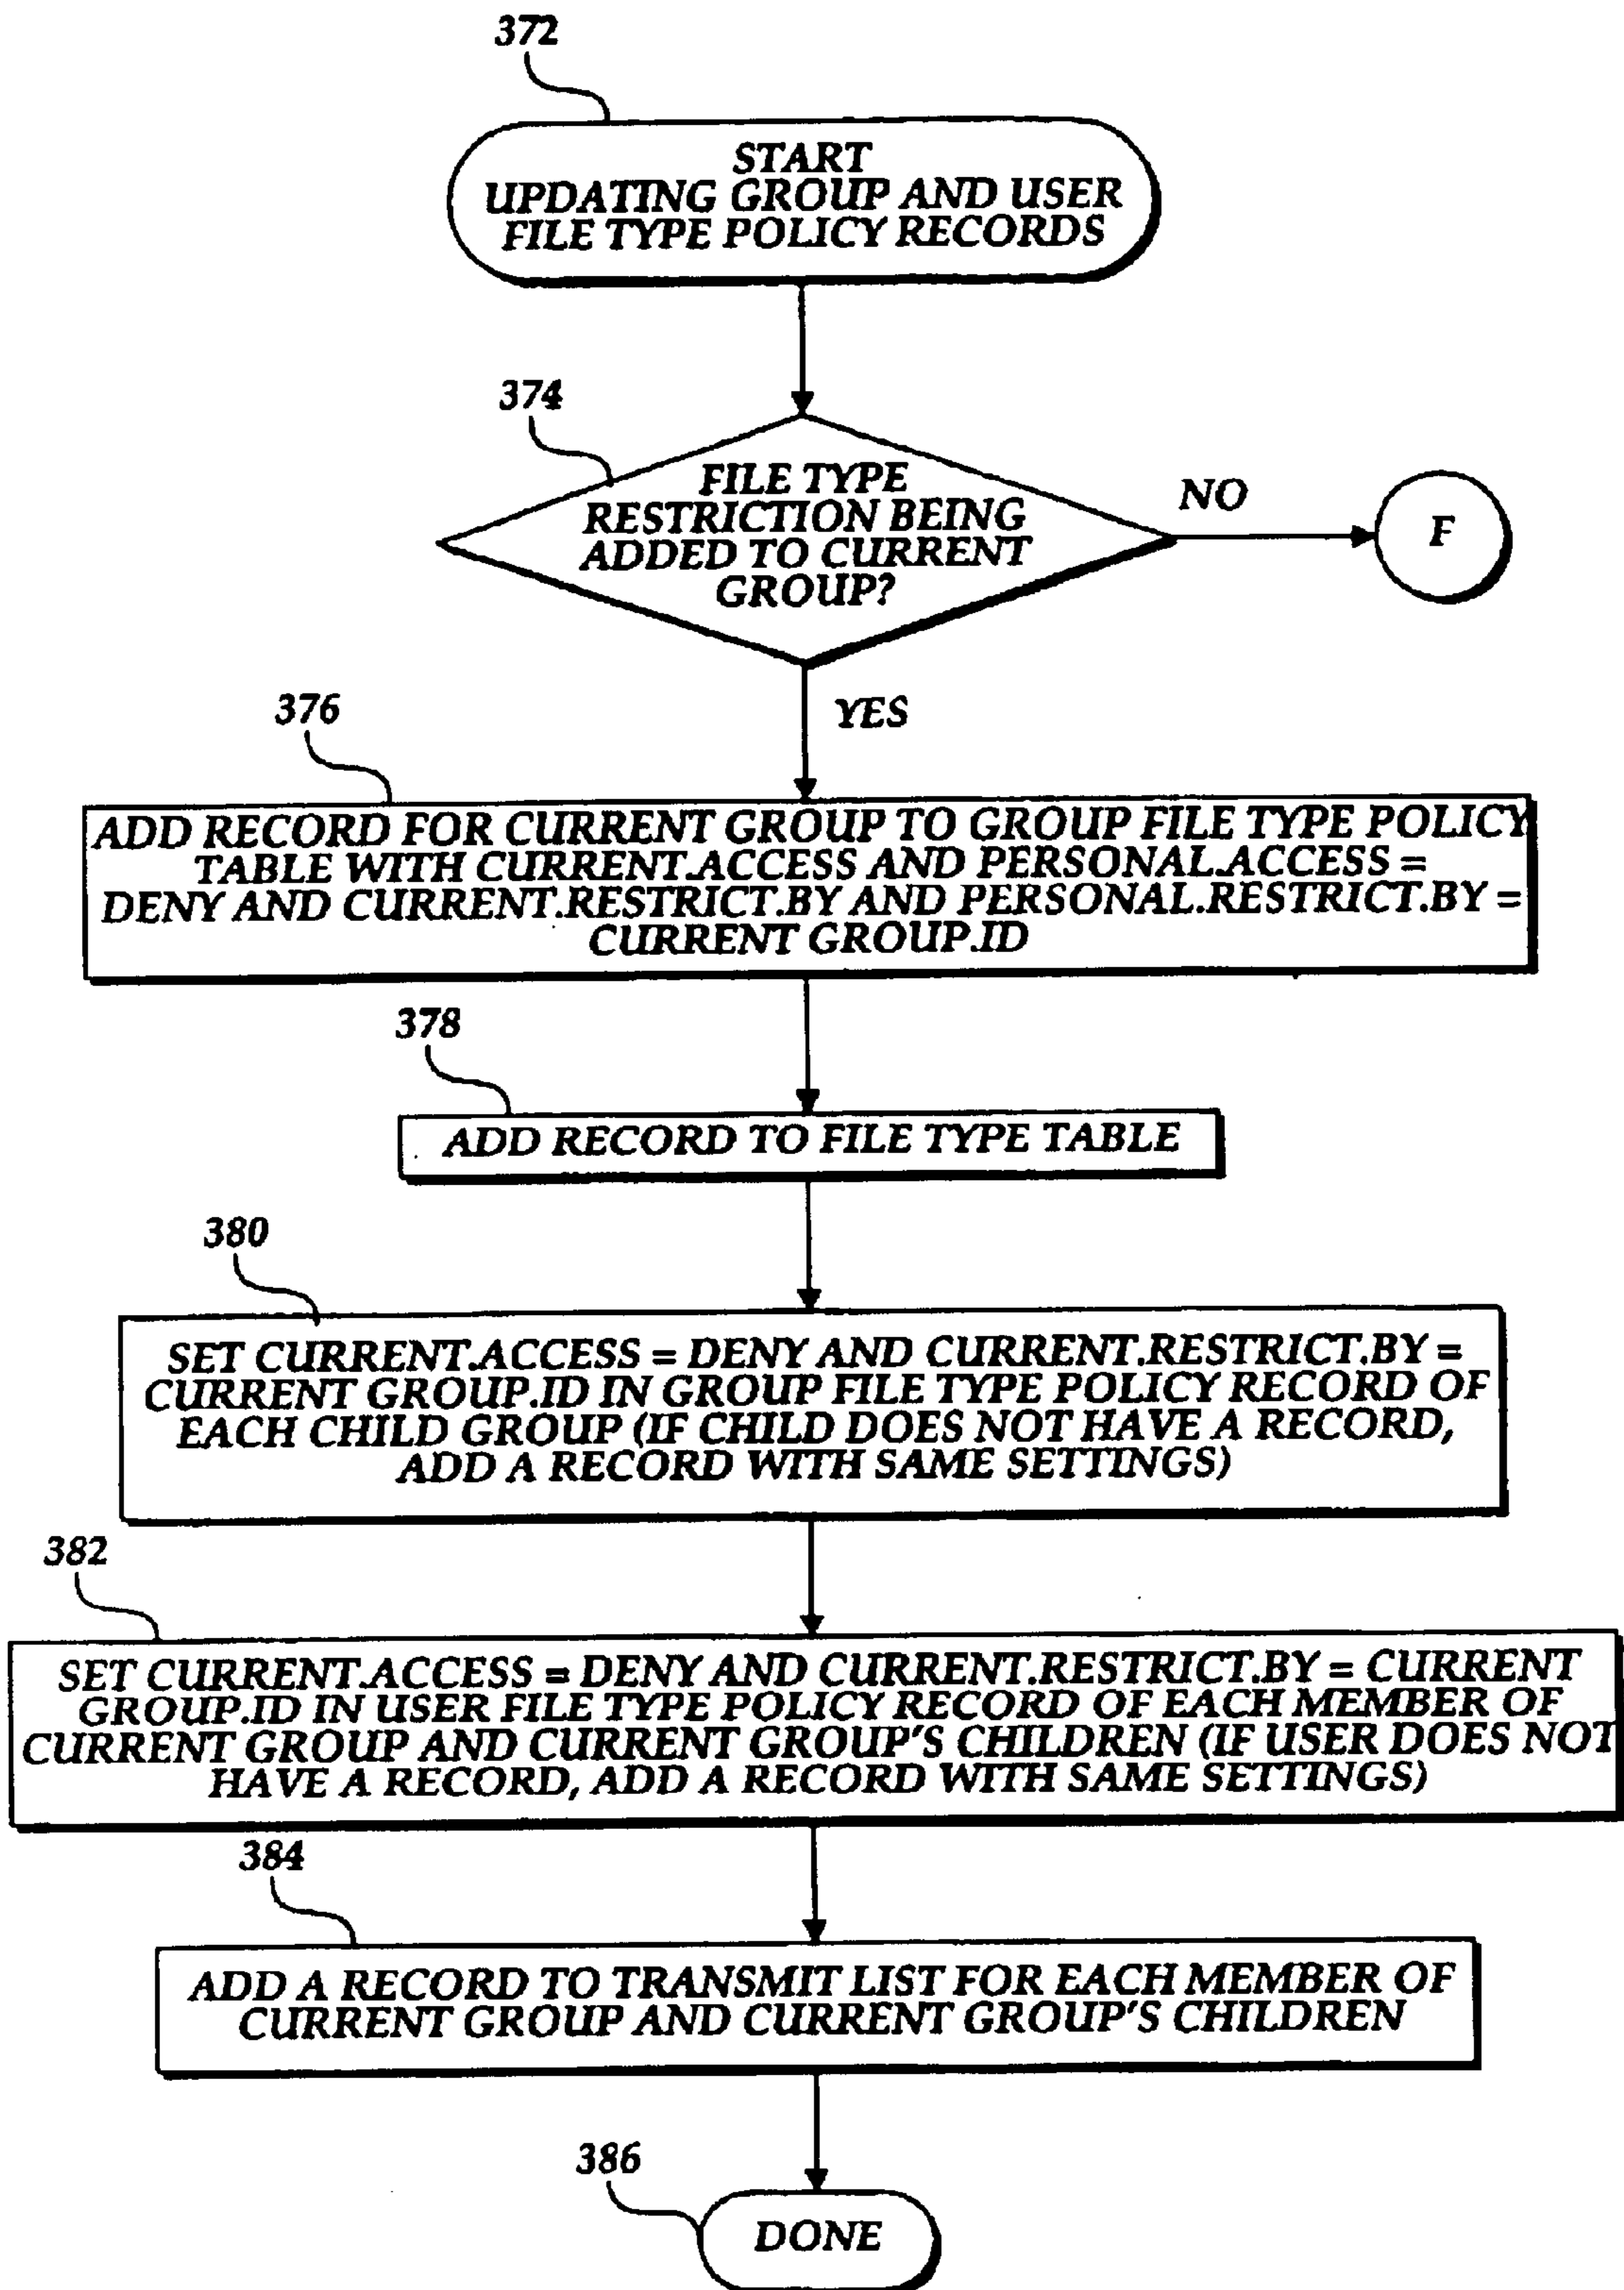 372
START
UPDATING GROUP AND USER
FILE TYPE POLICY RECORDS
374
FILE TYPE
RESTRICTION BEING
ADDED TO CURRENT
GROUP?
NO
F
YES
376
ADD RECORD FOR CURRENT GROUP TO GROUP FILE TYPE POLICY
TABLE WITH CURRENT.ACCESS AND PERSONAL.ACCESS =
DENY AND CURRENT.RESTRICT.BY AND PERSONAL.RESTRICT.BY =
CURRENT GROUP.ID
378
ADD RECORD TO FILE TYPE TABLE
380
SET CURRENT.ACCESS = DENY AND CURRENT.RESTRICT.BY =
CURRENT GROUP.ID IN GROUP FILE TYPE POLICY RECORD OF
EACH CHILD GROUP (IF CHILD DOES NOT HAVE A RECORD,
ADD A RECORD WITH SAME SETTINGS)
382
SET CURRENT.ACCESS = DENY AND CURRENT.RESTRICT.BY = CURRENT
GROUP.ID IN USER FILE TYPE POLICY RECORD OF EACH MEMBER OF
CURRENT GROUP AND CURRENT GROUP'S CHILDREN (IF USER DOES NOT
HAVE A RECORD, ADD A RECORD WITH SAME SETTINGS)
384
ADD A RECORD TO TRANSMIT LIST FOR EACH MEMBER OF
CURRENT GROUP AND CURRENT GROUP'S CHILDREN
386
DONE